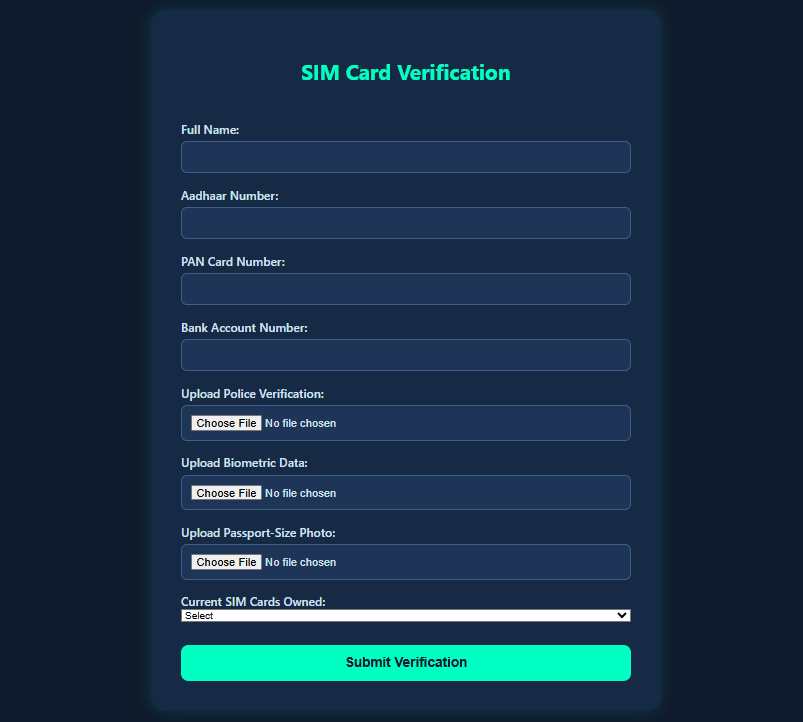 SIM Card Verification
Full Name:
Aadhaar Number:
PAN Card Number:
Bank Account Number:
Upload Police Verification:
Choose File No file chosen
Upload Biometric Data:
Choose File No file chosen
Upload Passport-Size Photo:
Choose File No file chosen
Current SIM Cards Owned:
Select
Submit Verification